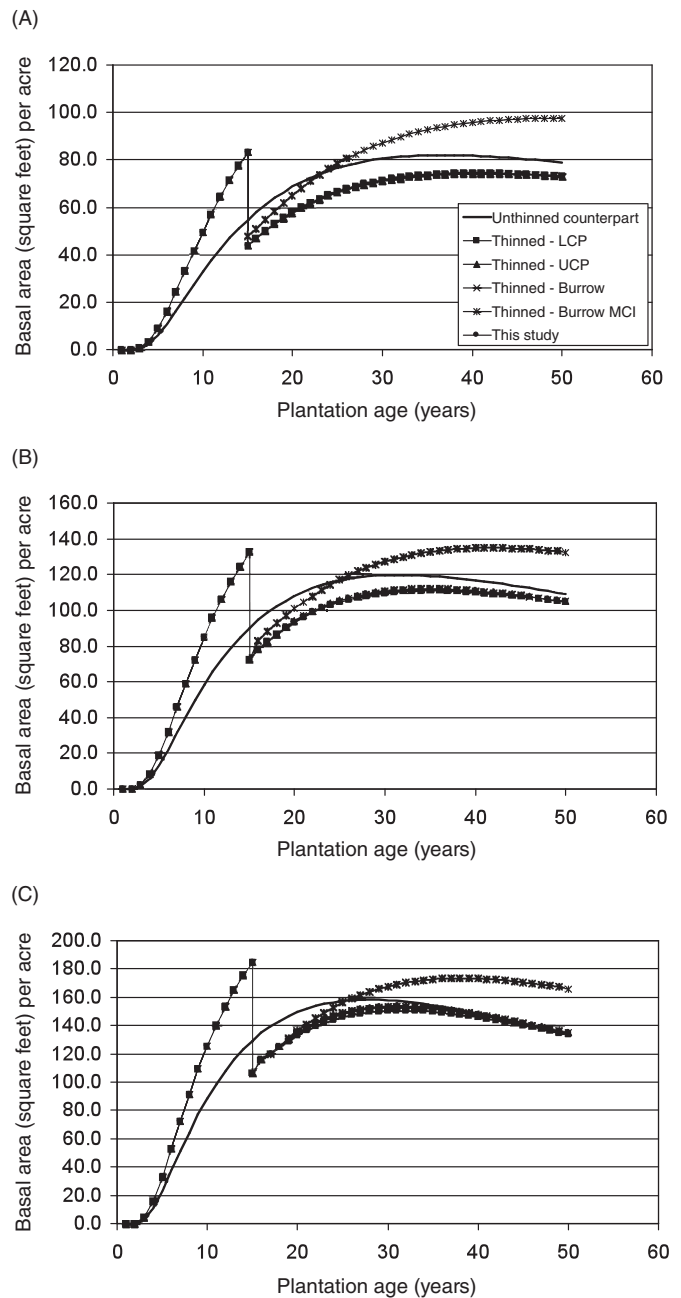 (A)
120.0
100.0
80.0
60.0
40.0
20.0
0.0
Basal area (square feet) per acre
Unthinned counterpart
Thinned - LCP
Thinned - UCP
Thinned - Burrow
Thinned - Burrow MCI
This study
0 10 20 30 40 50 60
Plantation age (years)
(B)
160.0
140.0
120.0
100.0
80.0
60.0
40.0
20.0
0.0
Basal area (square feet) per acre
0 10 20 30 40 50 60
Plantation age (years)
(C)
200.0
180.0
160.0
140.0
120.0
100.0
80.0
60.0
40.0
20.0
0.0
Basal area (square feet) per acre
0 10 20 30 40 50 60
Plantation age (years)